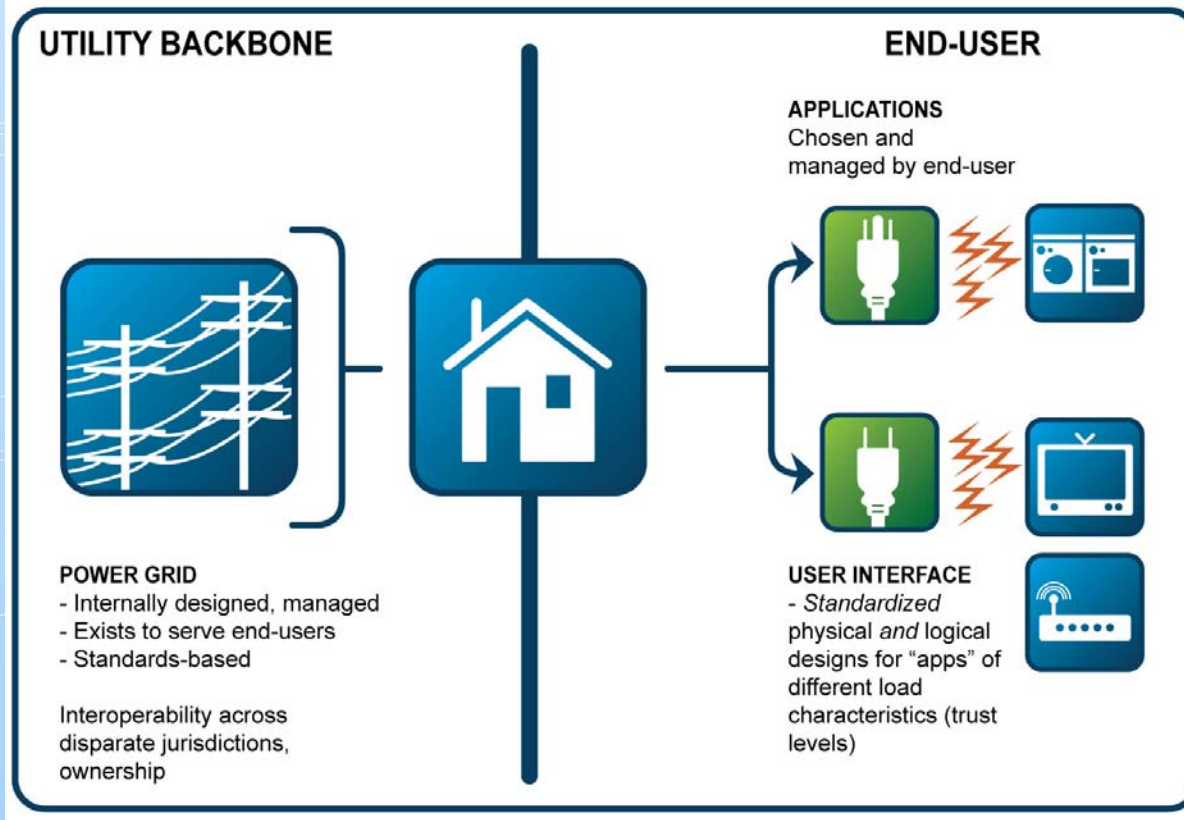 UTILITY BACKBONE
END-USER
APPLICATIONS
Chosen and
managed by end-user
POWER GRID
- Internally designed, managed
- Exists to serve end-users
- Standards-based
Interoperability across
disparate jurisdictions,
ownership
USER INTERFACE
- Standardized
physical and logical
designs for “apps” of
different load
characteristics (trust
levels)